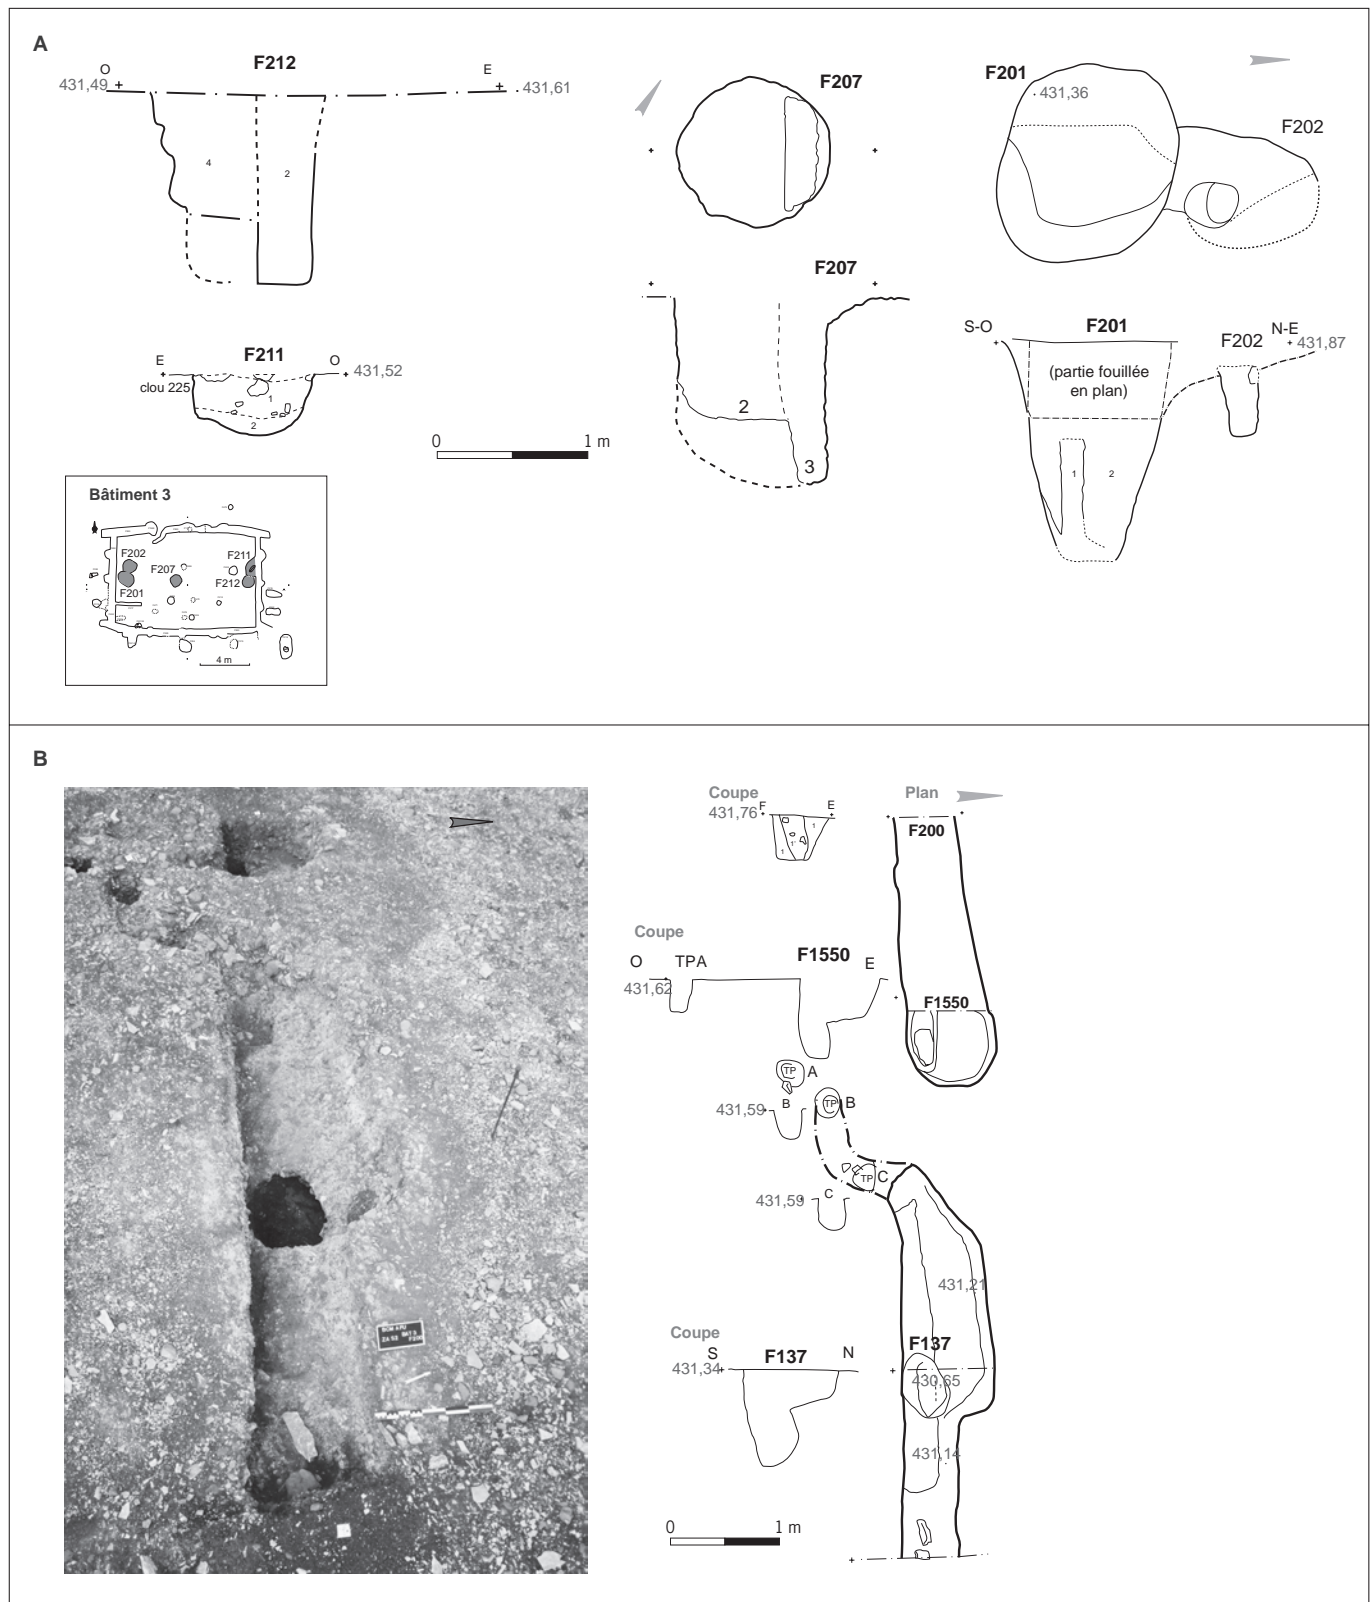 A
F212
O
E
431,49
431,61
4
2
F211
E
O
431,52
clou 225
1
2
0
1 m
F207
F207
2
3
F201
431,36
F202
S-O
F201
N-E
F202
431,87
(partie fouillée
en plan)
1
2
Bâtiment 3
F202
F211
F207
F212
F201
4 m
B
Coupe
431,76
F
E
1
1'
1
Plan
F200
Coupe
O
TPA
F1550
E
431,62
F1550
TP
A
B
431,59
TP
B
TP
C
C
431,59
431,21
Coupe
S
F137
N
431,34
F137
430,65
431,14
0
1 m